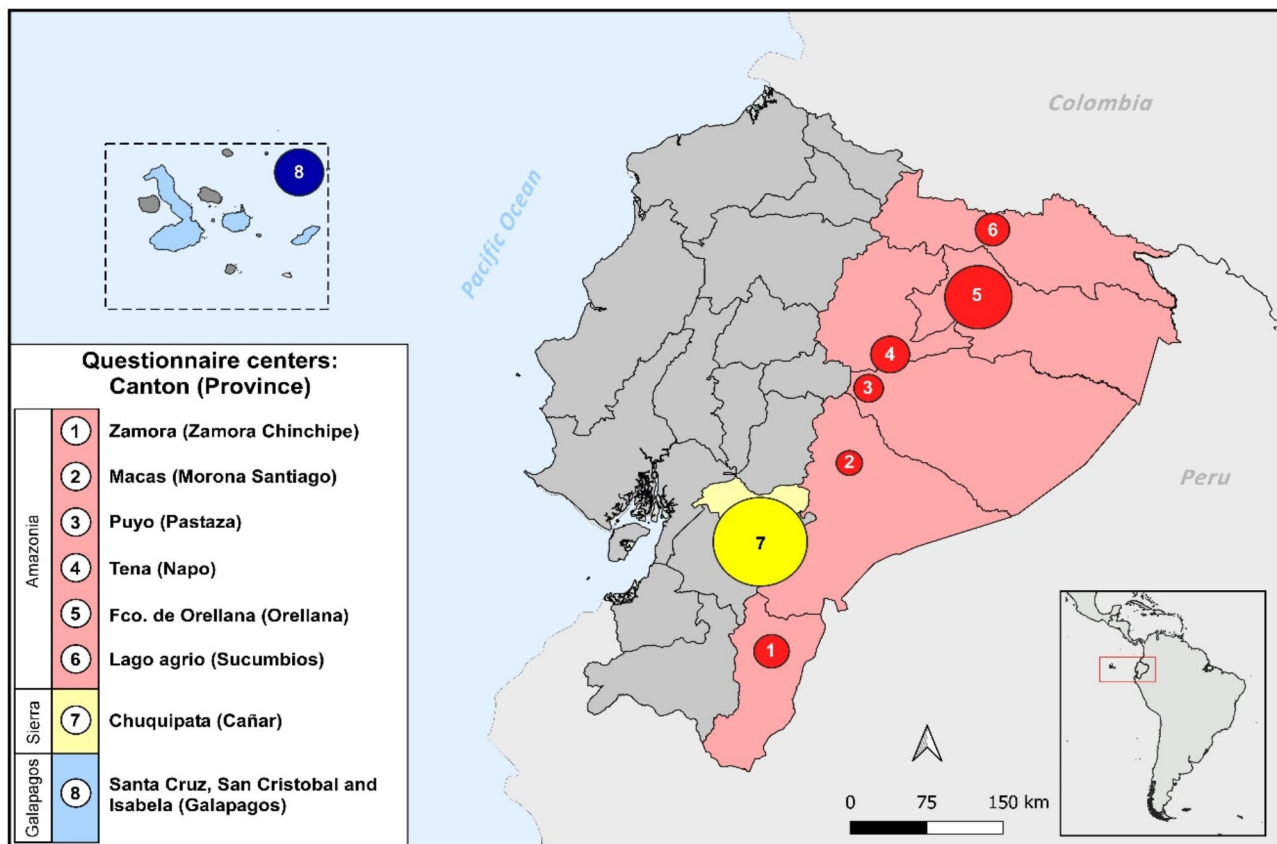 Colombia
Pacific Ocean
8
6
5
4
3
2
Peru
7
1
Questionnaire centers:
Canton (Province)
Amazonia
1 Zamora (Zamora Chinchipe)
2 Macas (Morona Santiago)
3 Puyo (Pastaza)
4 Tena (Napo)
5 Fco. de Orellana (Orellana)
6 Lago agrio (Sucumbios)
Sierra
7 Chuquipata (Cañar)
Galapagos
8 Santa Cruz, San Cristobal and
Isabela (Galapagos)
0 75 150 km